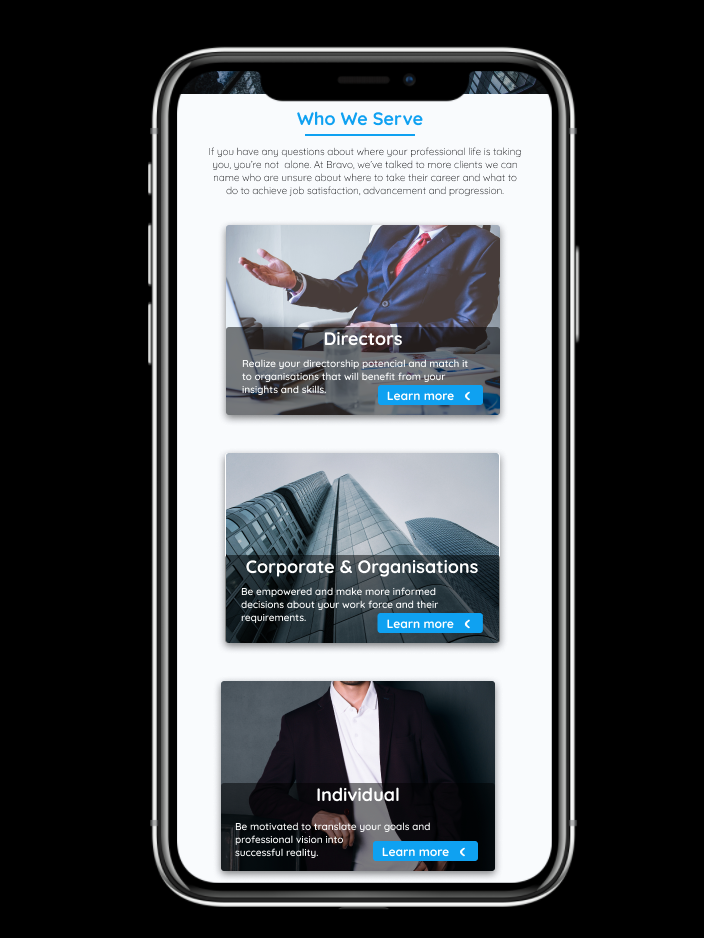 Who We Serve
If you have any questions about where your professional life is taking
you, you're not alone. At Bravo, we've talked to more clients we can
name who are unsure about where to take their career and what to
do to achieve job satisfaction, advancement and progression.
Directors
Realize your directorship potencial and match it
to organisations that will benefit from your
insights and skills.
Learn more
Corporate & Organisations
Be empowered and make more informed
decisions about your work force and their
requirements.
Learn more
Individual
Be motivated to translate your goals and
professional vision into
successful reality.
Learn more